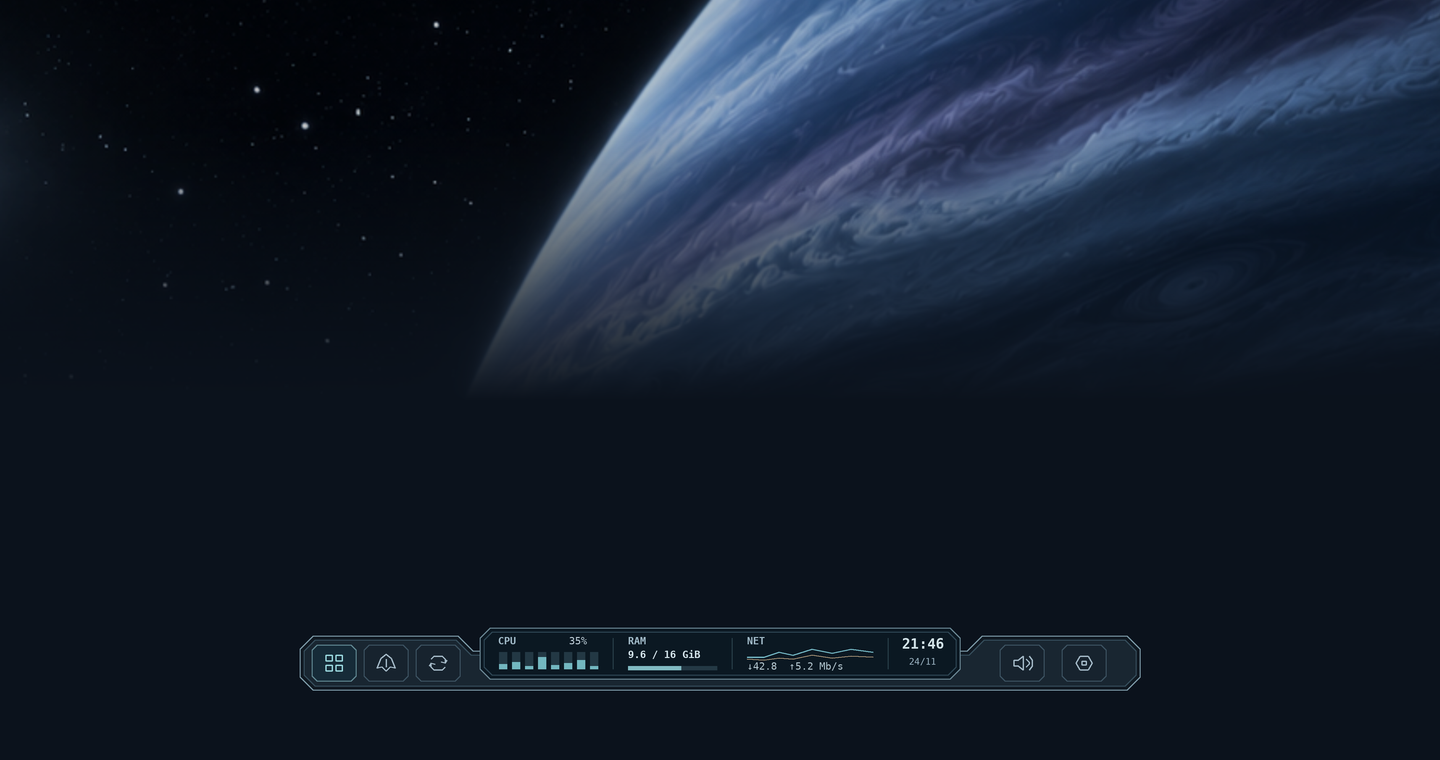 CPU 35%
RAM
9.6 / 16 GiB
NET
↓42.8 ↑5.2 Mb/s
21:46
24/11